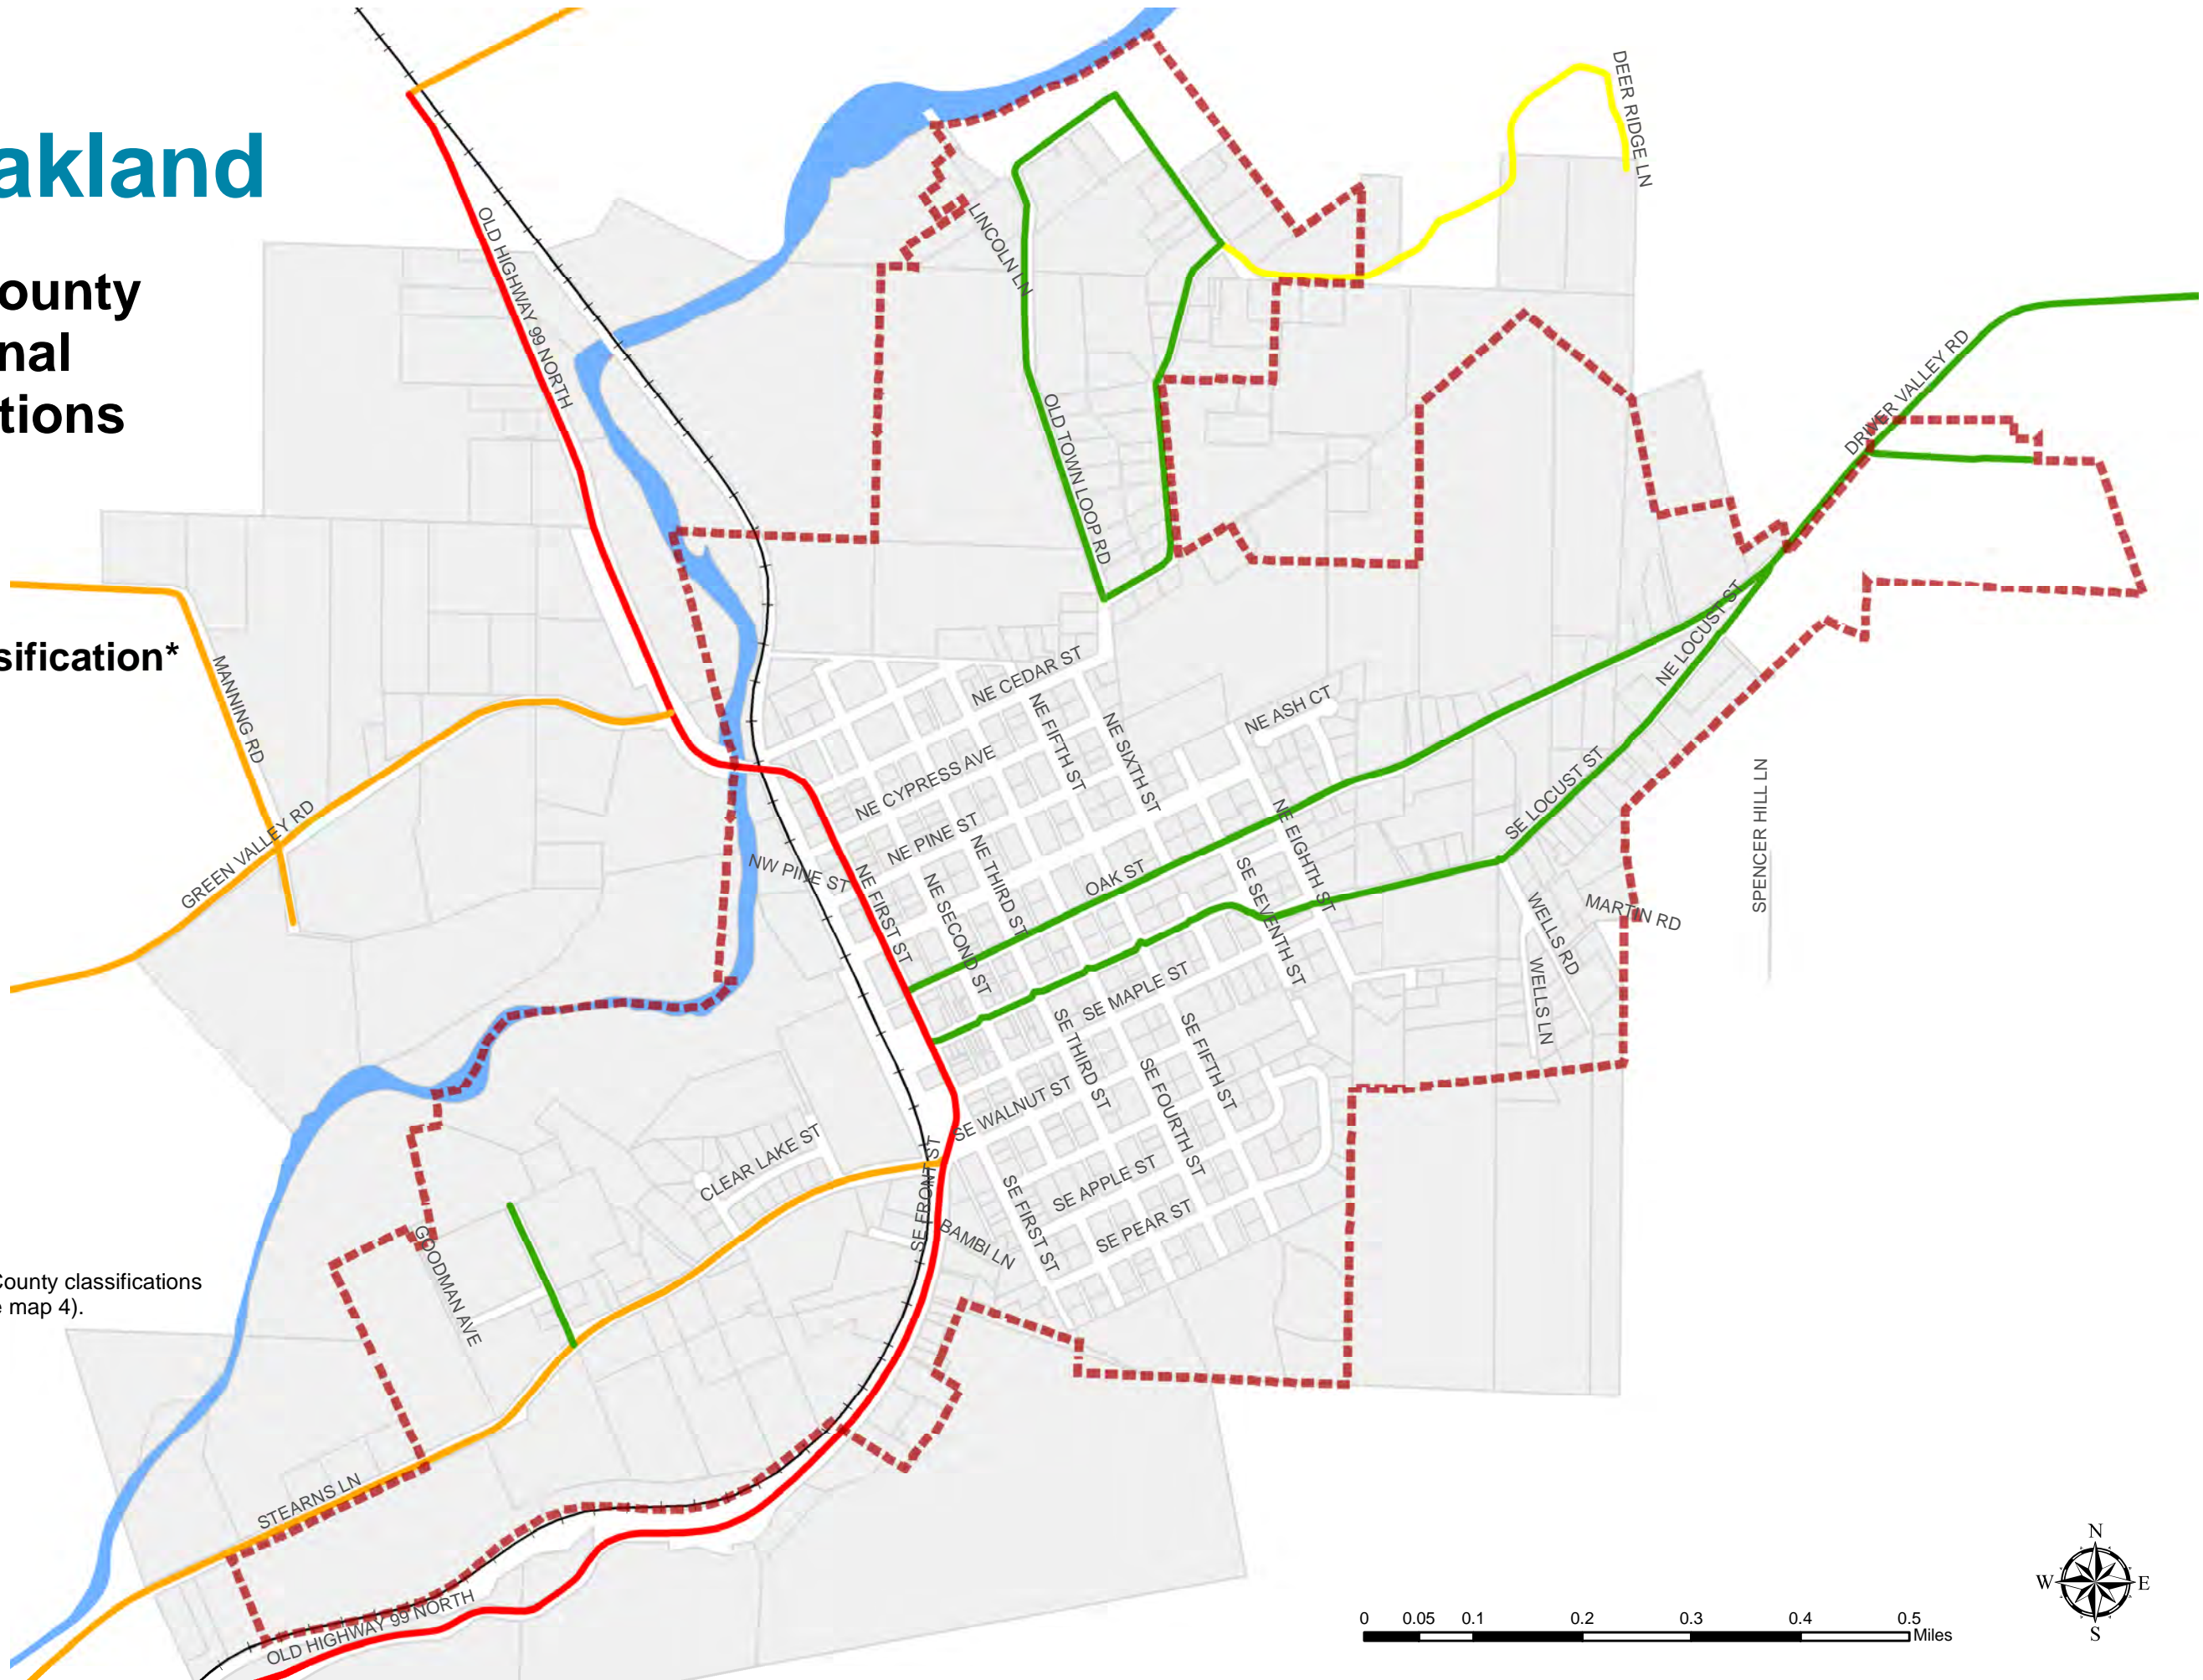 akland
ounty
nal
tions
sification*
County classifications
map 4).
DEER RIDGE LN
OLD HIGHWAY 99 NORTH
LINCOLN LN
OLD TOWN LOOP RD
DRIVER VALLEY RD
MANNING RD
GREEN VALLEY RD
NE CEDAR ST
NE FIFTH ST
NE SIXTH ST
NE ASH CT
NE LOCUST ST
NE CYPRESS AVE
NE PINE ST
NW PINE ST
NE FIRST ST
NE SECOND ST
NE THIRD ST
OAK ST
NE EIGHTH ST
SE SEVENTH ST
SE LOCUST ST
SPENCER HILL LN
MARTIN RD
WELLS RD
WELLS LN
SE MAPLE ST
SE THIRD ST
SE FIFTH ST
SE FOURTH ST
SE WALNUT ST
CLEAR LAKE ST
SE FRONT ST
BAMBI LN
SE FIRST ST
SE APPLE ST
SE PEAR ST
GOODMAN AVE
STEARNS LN
OLD HIGHWAY 99 NORTH
0 0.05 0.1 0.2 0.3 0.4 0.5
Miles
N
W E
S